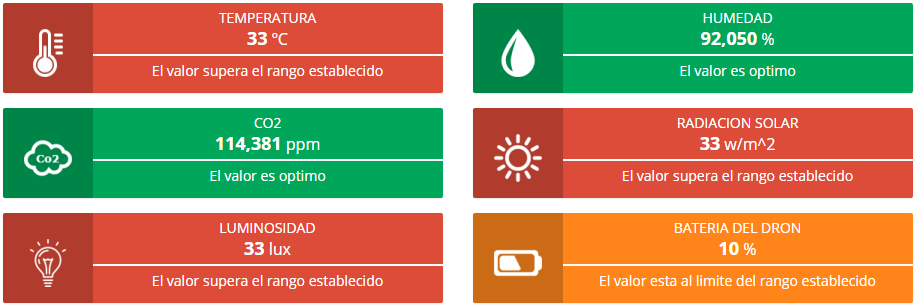 TEMPERATURA
33 ºC
El valor supera el rango establecido
HUMEDAD
92,050 %
El valor es optimo
CO2
Co2
114,381 ppm
El valor es optimo
RADIACION SOLAR
33 w/m^2
El valor supera el rango establecido
LUMINOSIDAD
33 lux
El valor supera el rango establecido
BATERIA DEL DRON
10 %
El valor esta al limite del rango establecido